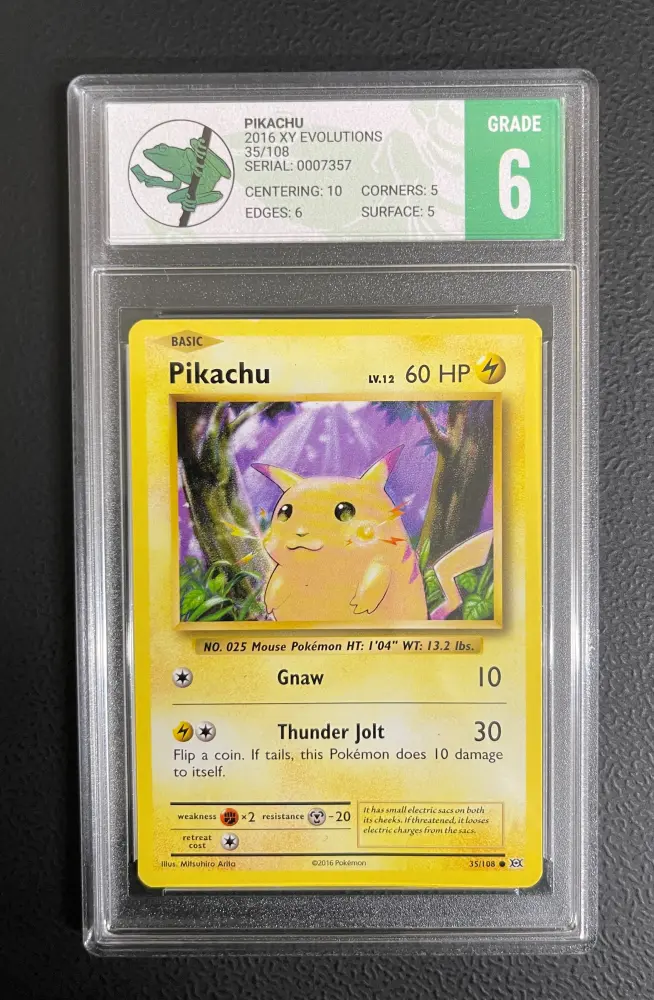 PIKACHU
2016 XY EVOLUTIONS
35/108
SERIAL: 0007357
CENTERING: 10 CORNERS: 5
EDGES: 6 SURFACE: 5
GRADE
6
BASIC
Pikachu LV.12 60 HP
NO. 025 Mouse Pokémon HT: 1'04" WT: 13.2 lbs.
Gnaw 10
Thunder Jolt 30
Flip a coin. If tails, this Pokémon does 10 damage
to itself.
weakness ×2 resistance -20
retreat
cost
It has small electric sacs on both
its cheeks. If threatened, it looses
electric charges from the sacs.
Illus. Mitsuhiro Arita ©2016 Pokémon 35/108